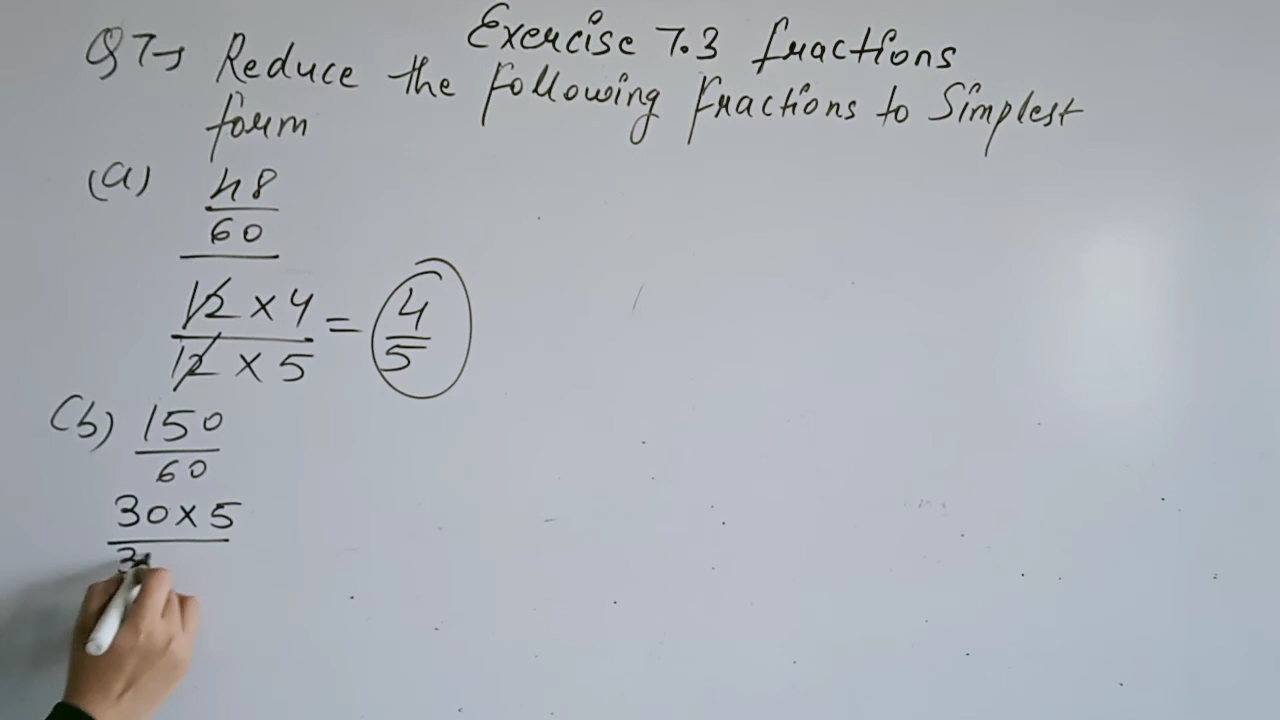 Exercise 7.3 fractions
Q7→ Reduce the following fractions to Simplest
form
(a) 48
60
12 × 4 = 4
12 × 5 5
(b) 150
60
30 × 5